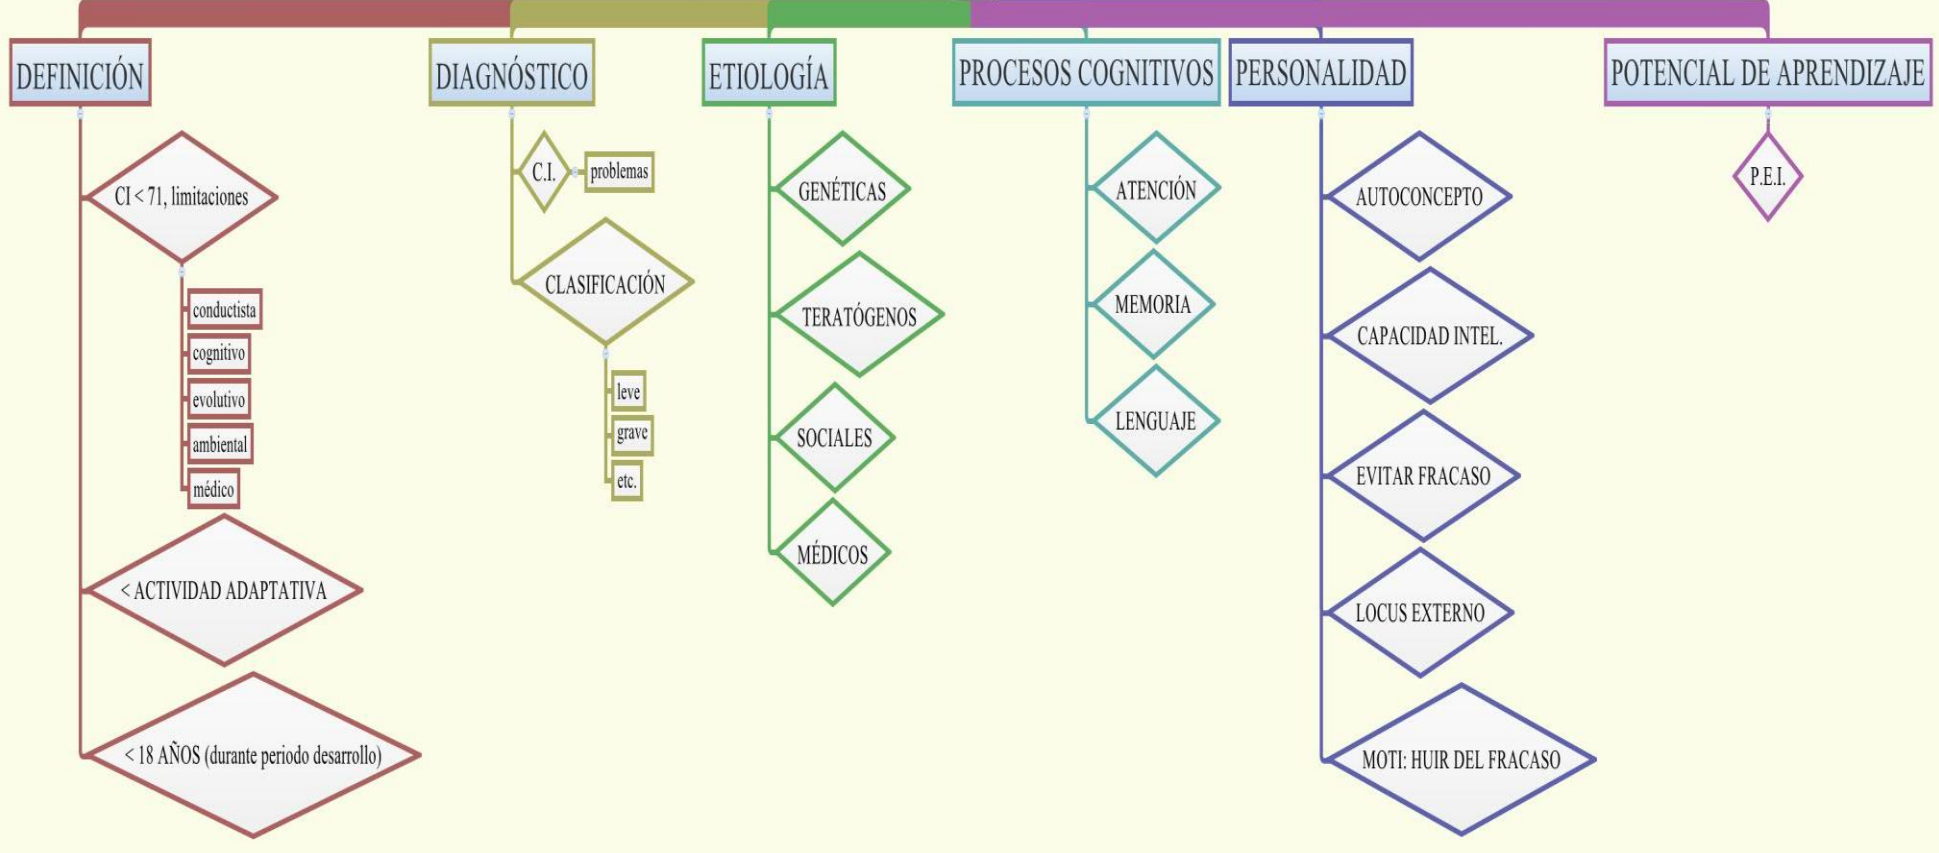 DEFINICIÓN
CI < 71, limitaciones
conductista
cognitivo
evolutivo
ambiental
médico
< ACTIVIDAD ADAPTATIVA
< 18 AÑOS (durante periodo desarrollo)
DIAGNÓSTICO
C.I.
problemas
CLASIFICACIÓN
leve
grave
etc.
ETIOLOGÍA
GENÉTICAS
TERATÓGENOS
SOCIALES
MÉDICOS
PROCESOS COGNITIVOS
ATENCIÓN
MEMORIA
LENGUAJE
PERSONALIDAD
AUTOCONCEPTO
CAPACIDAD INTEL.
EVITAR FRACASO
LOCUS EXTERNO
MOTI: HUIR DEL FRACASO
POTENCIAL DE APRENDIZAJE
P.E.I.